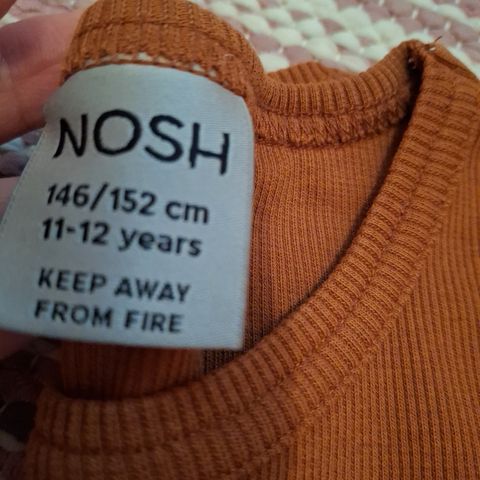 NOSH
146/152 cm
11-12 years
KEEP AWAY
FROM FIRE